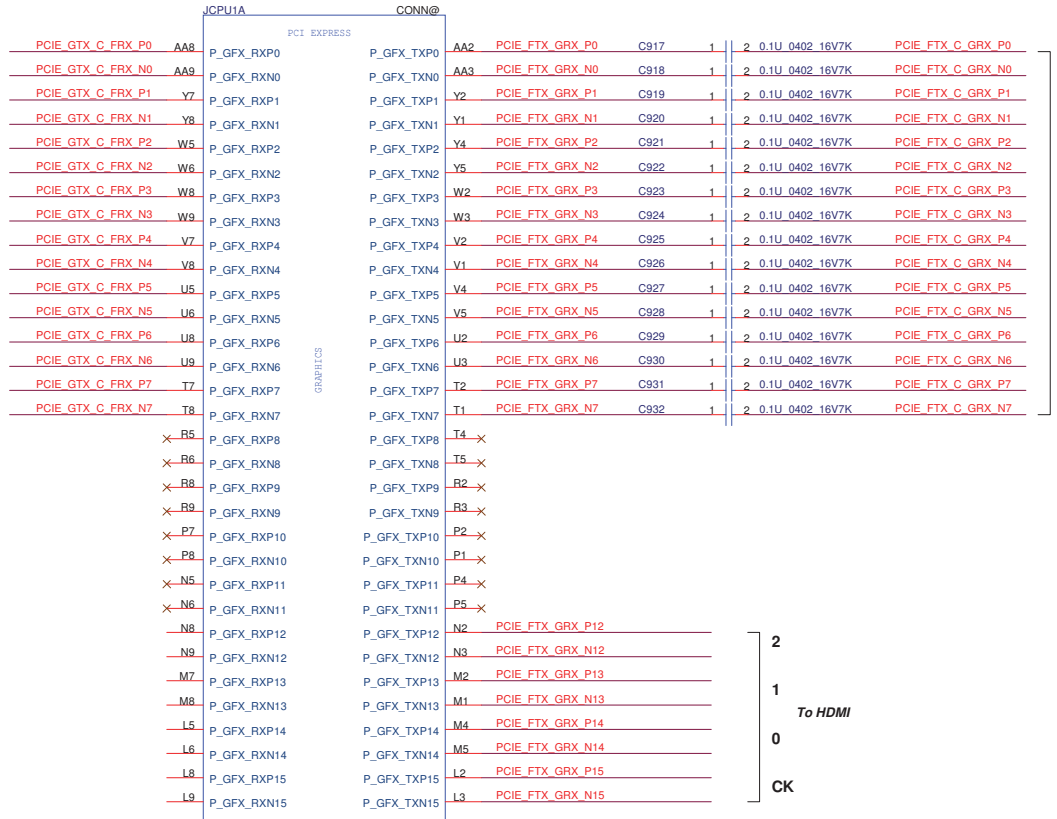 JCPU1A CONN@
PCI EXPRESS
PCIE_GTX_C_FRX_P0 AA8 P_GFX_RXP0 P_GFX_TXP0 AA2 PCIE_FTX_GRX_P0 C917 1 2 0.1U_0402_16V7K PCIE_FTX_C_GRX_P0
PCIE_GTX_C_FRX_N0 AA9 P_GFX_RXN0 P_GFX_TXN0 AA3 PCIE_FTX_GRX_N0 C918 1 2 0.1U_0402_16V7K PCIE_FTX_C_GRX_N0
PCIE_GTX_C_FRX_P1 Y7 P_GFX_RXP1 P_GFX_TXP1 Y2 PCIE_FTX_GRX_P1 C919 1 2 0.1U_0402_16V7K PCIE_FTX_C_GRX_P1
PCIE_GTX_C_FRX_N1 Y8 P_GFX_RXN1 P_GFX_TXN1 Y1 PCIE_FTX_GRX_N1 C920 1 2 0.1U_0402_16V7K PCIE_FTX_C_GRX_N1
PCIE_GTX_C_FRX_P2 W5 P_GFX_RXP2 P_GFX_TXP2 Y4 PCIE_FTX_GRX_P2 C921 1 2 0.1U_0402_16V7K PCIE_FTX_C_GRX_P2
PCIE_GTX_C_FRX_N2 W6 P_GFX_RXN2 P_GFX_TXN2 Y5 PCIE_FTX_GRX_N2 C922 1 2 0.1U_0402_16V7K PCIE_FTX_C_GRX_N2
PCIE_GTX_C_FRX_P3 W8 P_GFX_RXP3 P_GFX_TXP3 W2 PCIE_FTX_GRX_P3 C923 1 2 0.1U_0402_16V7K PCIE_FTX_C_GRX_P3
PCIE_GTX_C_FRX_N3 W9 P_GFX_RXN3 P_GFX_TXN3 W3 PCIE_FTX_GRX_N3 C924 1 2 0.1U_0402_16V7K PCIE_FTX_C_GRX_N3
PCIE_GTX_C_FRX_P4 V7 P_GFX_RXP4 P_GFX_TXP4 V2 PCIE_FTX_GRX_P4 C925 1 2 0.1U_0402_16V7K PCIE_FTX_C_GRX_P4
PCIE_GTX_C_FRX_N4 V8 P_GFX_RXN4 P_GFX_TXN4 V1 PCIE_FTX_GRX_N4 C926 1 2 0.1U_0402_16V7K PCIE_FTX_C_GRX_N4
PCIE_GTX_C_FRX_P5 U5 P_GFX_RXP5 P_GFX_TXP5 V4 PCIE_FTX_GRX_P5 C927 1 2 0.1U_0402_16V7K PCIE_FTX_C_GRX_P5
PCIE_GTX_C_FRX_N5 U6 P_GFX_RXN5 P_GFX_TXN5 V5 PCIE_FTX_GRX_N5 C928 1 2 0.1U_0402_16V7K PCIE_FTX_C_GRX_N5
PCIE_GTX_C_FRX_P6 U8 P_GFX_RXP6 P_GFX_TXP6 U2 PCIE_FTX_GRX_P6 C929 1 2 0.1U_0402_16V7K PCIE_FTX_C_GRX_P6
PCIE_GTX_C_FRX_N6 U9 P_GFX_RXN6 P_GFX_TXN6 U3 PCIE_FTX_GRX_N6 C930 1 2 0.1U_0402_16V7K PCIE_FTX_C_GRX_N6
PCIE_GTX_C_FRX_P7 T7 P_GFX_RXP7 P_GFX_TXP7 T2 PCIE_FTX_GRX_P7 C931 1 2 0.1U_0402_16V7K PCIE_FTX_C_GRX_P7
PCIE_GTX_C_FRX_N7 T8 P_GFX_RXN7 P_GFX_TXN7 T1 PCIE_FTX_GRX_N7 C932 1 2 0.1U_0402_16V7K PCIE_FTX_C_GRX_N7
GRAPHICS
R5 P_GFX_RXP8 P_GFX_TXP8 T4
R6 P_GFX_RXN8 P_GFX_TXN8 T5
R8 P_GFX_RXP9 P_GFX_TXP9 R2
R9 P_GFX_RXN9 P_GFX_TXN9 R3
P7 P_GFX_RXP10 P_GFX_TXP10 P2
P8 P_GFX_RXN10 P_GFX_TXN10 P1
N5 P_GFX_RXP11 P_GFX_TXP11 P4
N6 P_GFX_RXN11 P_GFX_TXN11 P5
N8 P_GFX_RXP12 P_GFX_TXP12 N2 PCIE_FTX_GRX_P12
2
N9 P_GFX_RXN12 P_GFX_TXN12 N3 PCIE_FTX_GRX_N12
M7 P_GFX_RXP13 P_GFX_TXP13 M2 PCIE_FTX_GRX_P13
1
M8 P_GFX_RXN13 P_GFX_TXN13 M1 PCIE_FTX_GRX_N13
To HDMI
L5 P_GFX_RXP14 P_GFX_TXP14 M4 PCIE_FTX_GRX_P14
0
L6 P_GFX_RXN14 P_GFX_TXN14 M5 PCIE_FTX_GRX_N14
L8 P_GFX_RXP15 P_GFX_TXP15 L2 PCIE_FTX_GRX_P15
CK
L9 P_GFX_RXN15 P_GFX_TXN15 L3 PCIE_FTX_GRX_N15